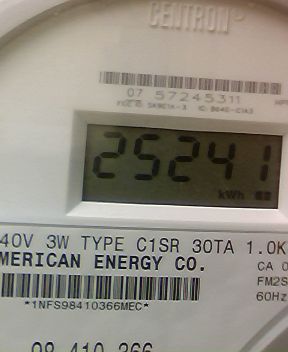 CENTRON
07 57245311
25241
kWh
40V 3W TYPE C1SR 30TA 1.0K
MERICAN ENERGY CO.
CA 0
FM2S
60Hz
*1NFS98410366MEC*
98 410 366